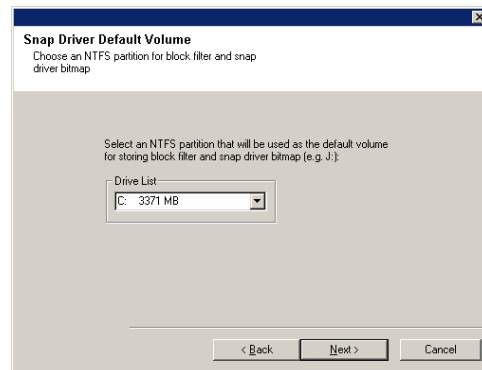 Snap Driver Default Volume
Choose an NTFS partition for block filter and snap
driver bitmap
Select an NTFS partition that will be used as the default volume
for storing block filter and snap driver bitmap (e.g. J:):
Drive List
C: 3371 MB
< Back
Next >
Cancel